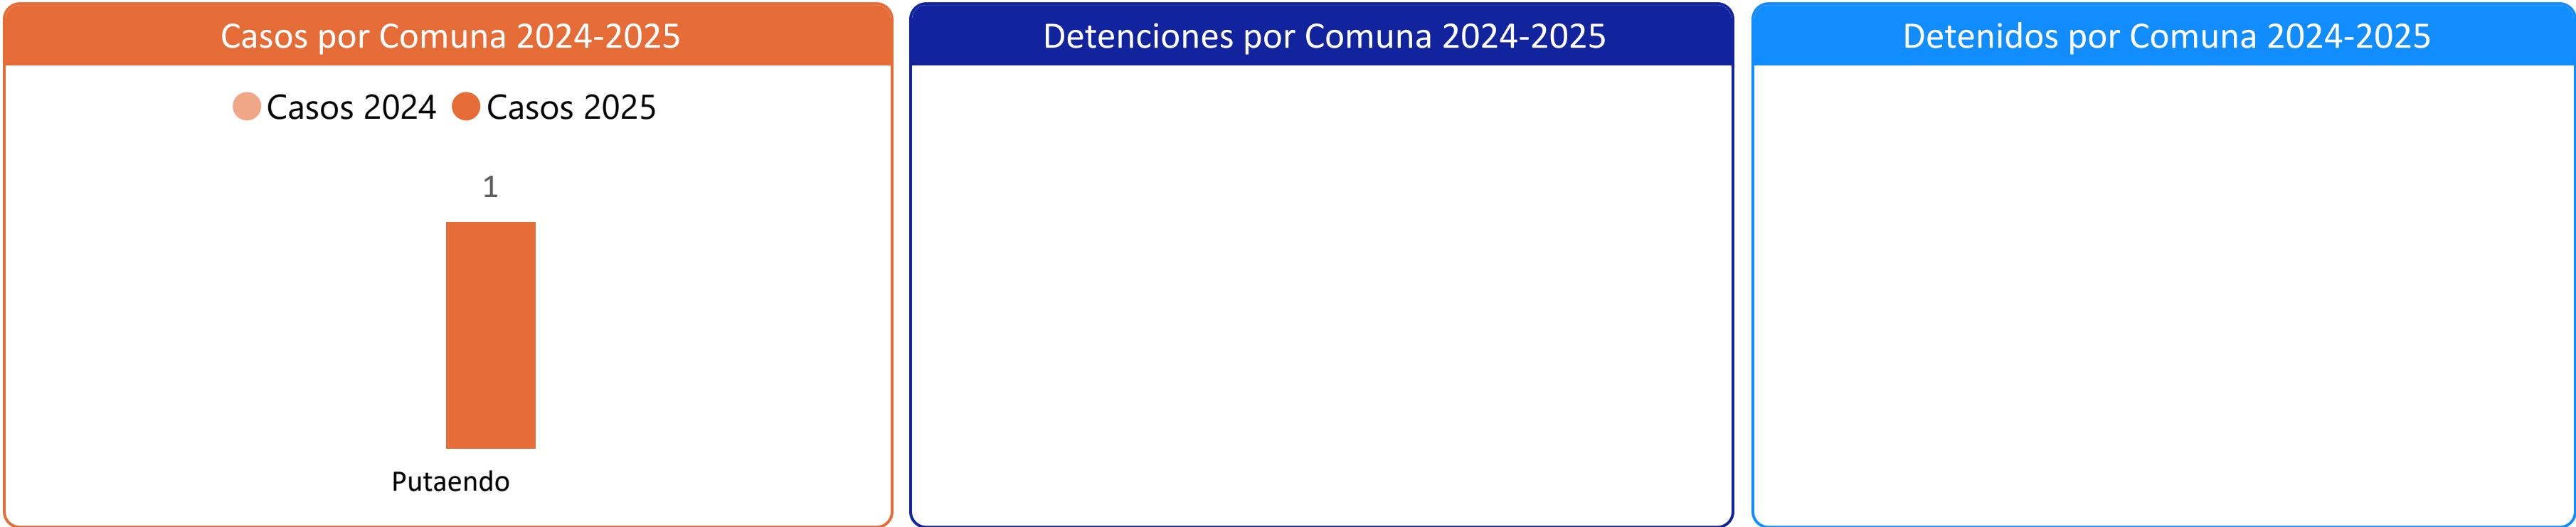 Casos por Comuna 2024-2025
Casos 2024 Casos 2025
1
Putaendo
Detenciones por Comuna 2024-2025
Detenidos por Comuna 2024-2025